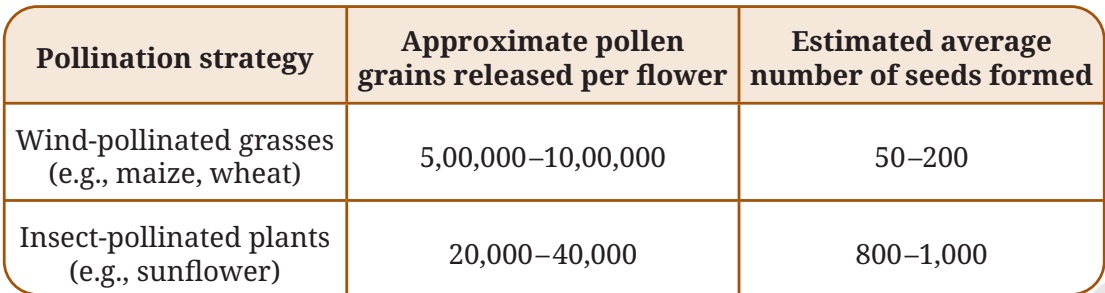 Pollination strategy
Approximate pollen
grains released per flower
Estimated average
number of seeds formed
Wind-pollinated grasses
(e.g., maize, wheat)
5,00,000–10,00,000
50–200
Insect-pollinated plants
(e.g., sunflower)
20,000–40,000
800–1,000